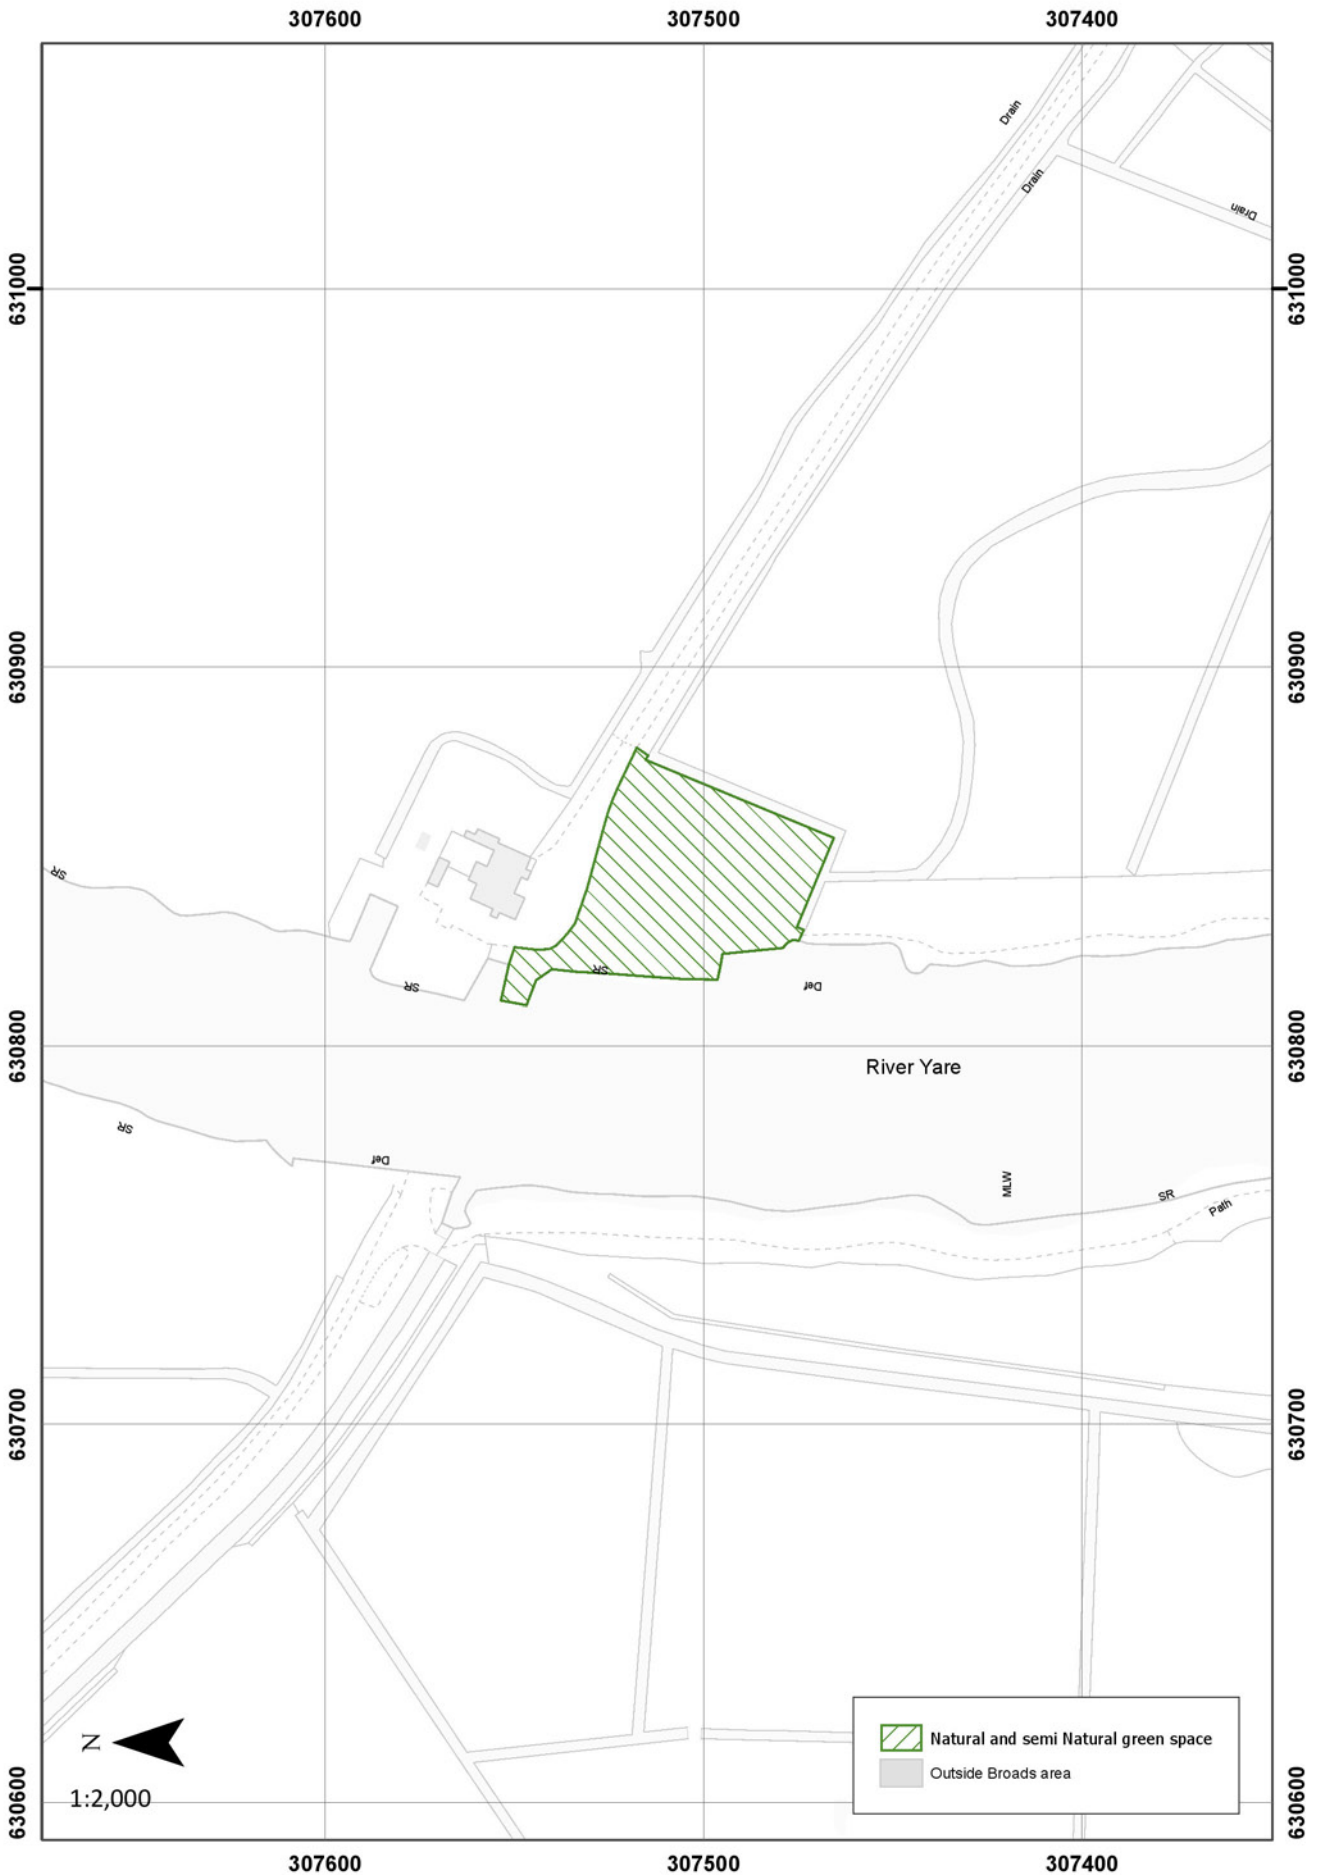 307600 307500 307400
Drain
Drain
Drain
631000 631000
630900 630900
SR
SR
SR
Def
630800 630800
River Yare
SR
Def
MLW
SR
Path
630700 630700
N
Natural and semi Natural green space
Outside Broads area
1:2,000
630600 630600
307600 307500 307400